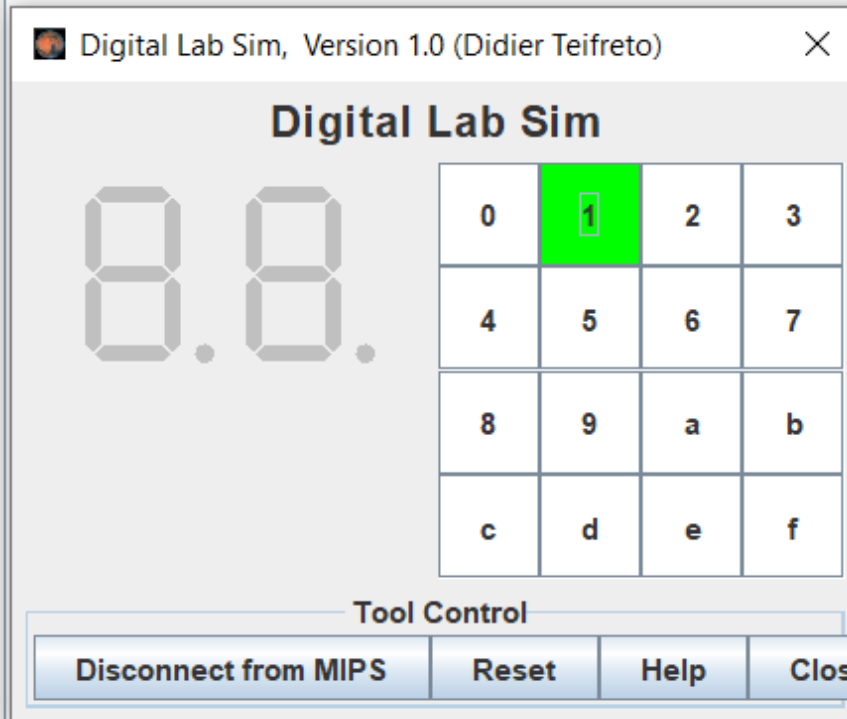 Digital Lab Sim, Version 1.0 (Didier Teifreto)
Digital Lab Sim
0 1 2 3
4 5 6 7
8 9 a b
c d e f
Tool Control
Disconnect from MIPS Reset Help Clos